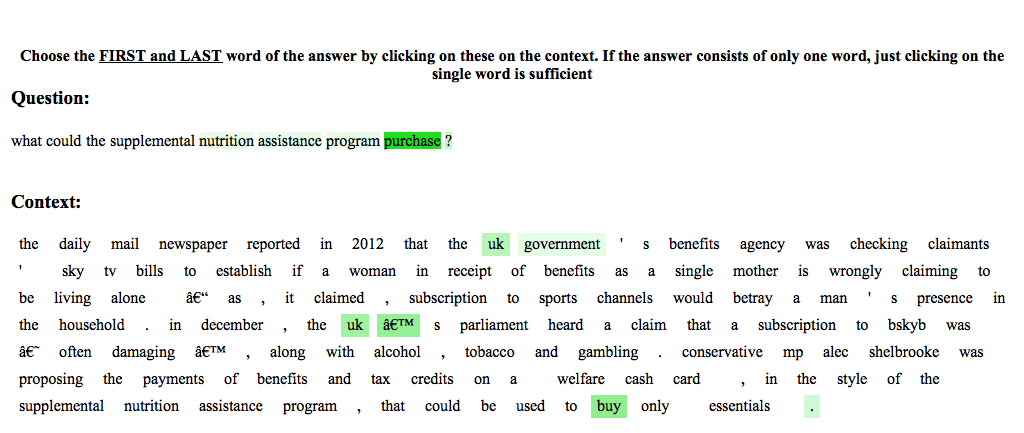 Choose the FIRST and LAST word of the answer by clicking on these on the context. If the answer consists of only one word, just clicking on the
single word is sufficient
Question:
what could the supplemental nutrition assistance program purchase ?
Context:
the daily mail newspaper reported in 2012 that the uk government ' s benefits agency was checking claimants
' sky tv bills to establish if a woman in receipt of benefits as a single mother is wrongly claiming to
be living alone â€“ as , it claimed , subscription to sports channels would betray a man ' s presence in
the household . in december , the uk â€™ s parliament heard a claim that a subscription to bskyb was
â€˜ often damaging â€™ , along with alcohol , tobacco and gambling . conservative mp alec shelbrooke was
proposing the payments of benefits and tax credits on a welfare cash card , in the style of the
supplemental nutrition assistance program , that could be used to buy only essentials .